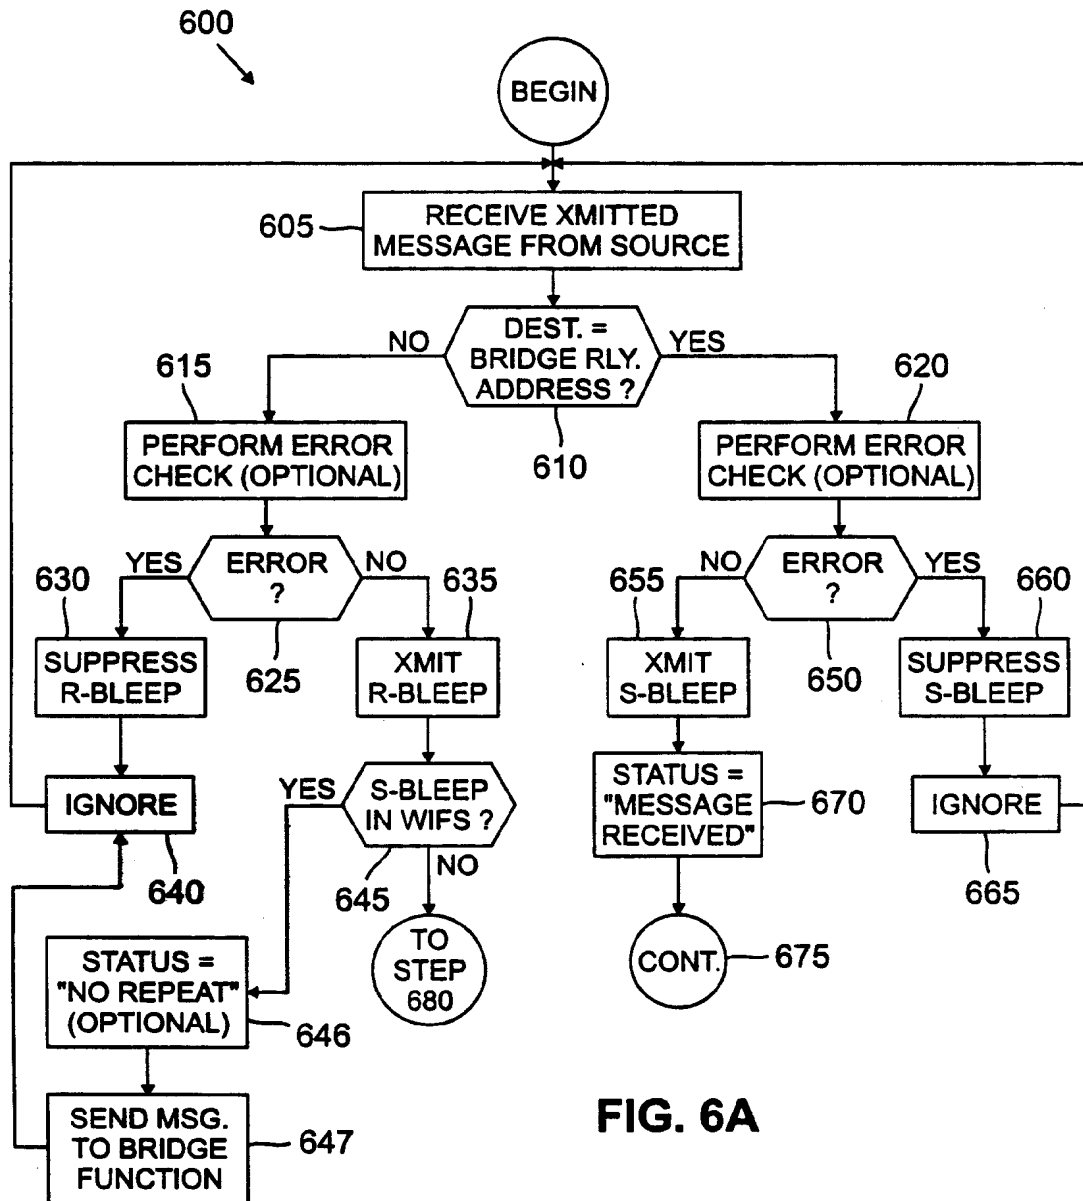 600
BEGIN
605
RECEIVE XMITTED
MESSAGE FROM SOURCE
NO
DEST. =
BRIDGE RLY.
ADDRESS ?
YES
610
615
PERFORM ERROR
CHECK (OPTIONAL)
620
PERFORM ERROR
CHECK (OPTIONAL)
YES
ERROR
?
NO
625
NO
ERROR
?
YES
650
630
SUPPRESS
R-BLEEP
635
XMIT
R-BLEEP
655
XMIT
S-BLEEP
660
SUPPRESS
S-BLEEP
IGNORE
640
YES
S-BLEEP
IN WIFS ?
645
NO
STATUS =
"MESSAGE
RECEIVED"
670
IGNORE
665
TO
STEP
680
CONT.
675
STATUS =
"NO REPEAT"
(OPTIONAL)
646
SEND MSG.
TO BRIDGE
FUNCTION
647
FIG. 6A